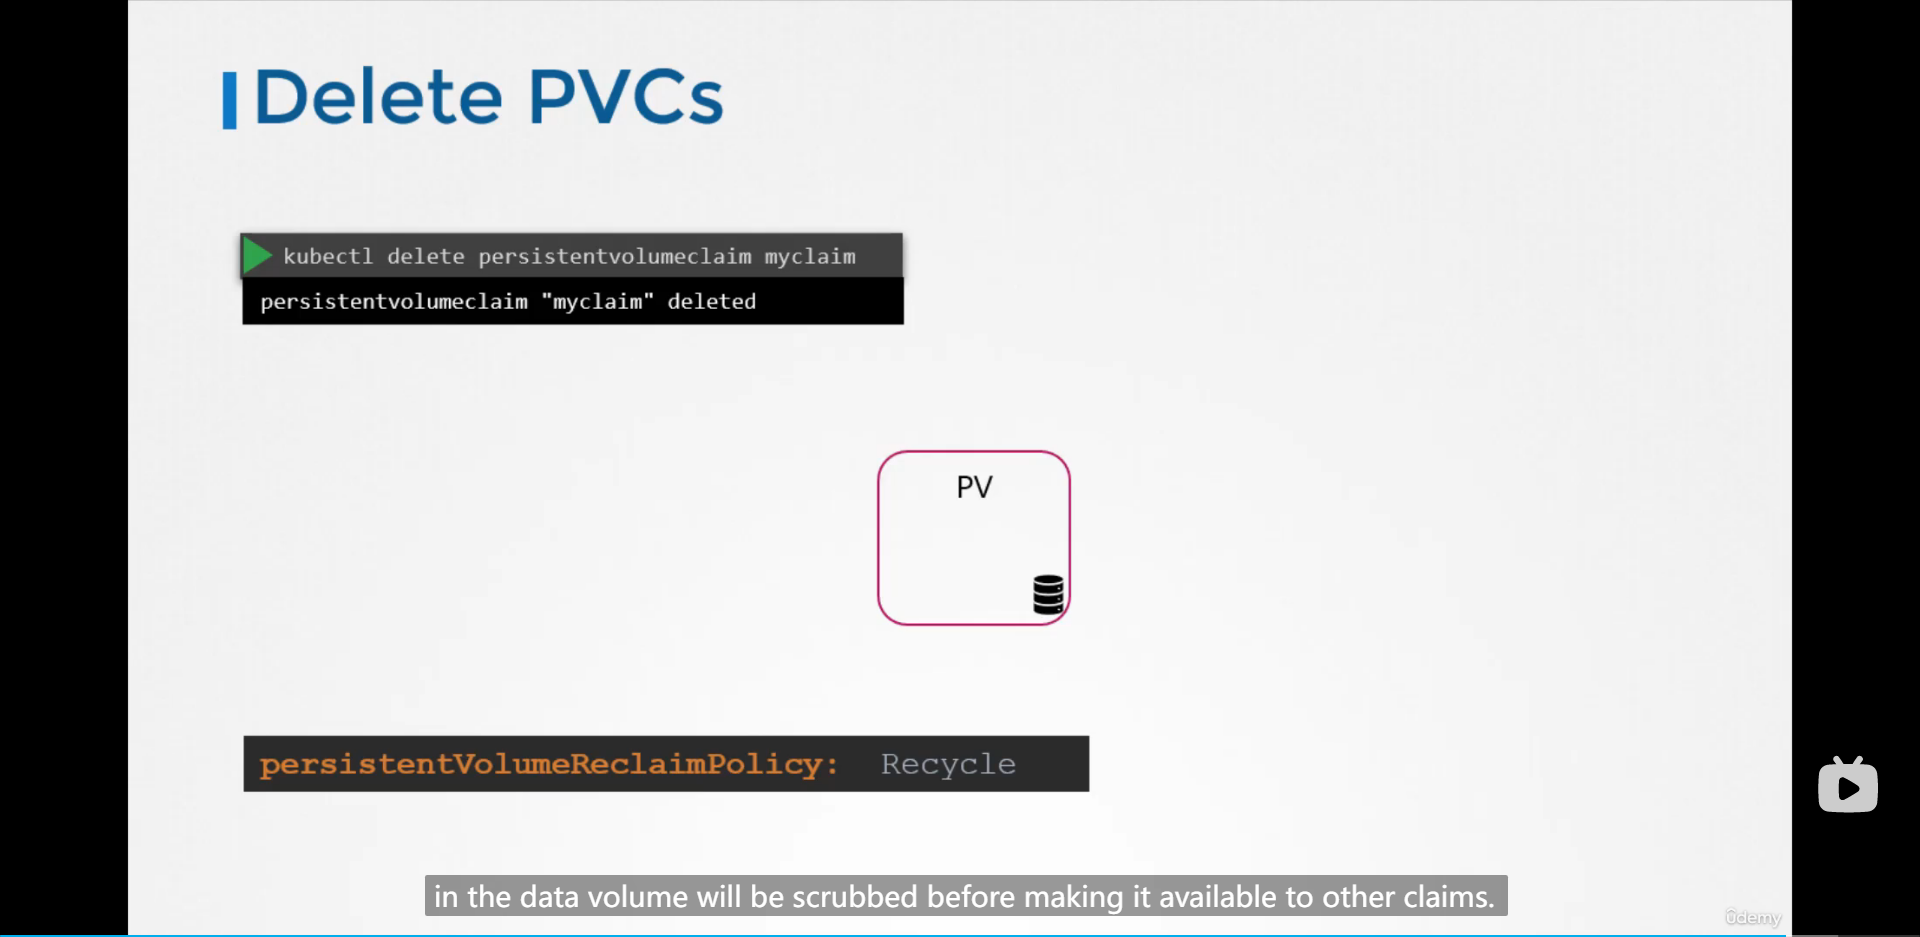 Delete PVCs
kubectl delete persistentvolumeclaim myclaim
persistentvolumeclaim "myclaim" deleted
PV
persistentVolumeReclaimPolicy: Recycle
in the data volume will be scrubbed before making it available to other claims.
ûdemy